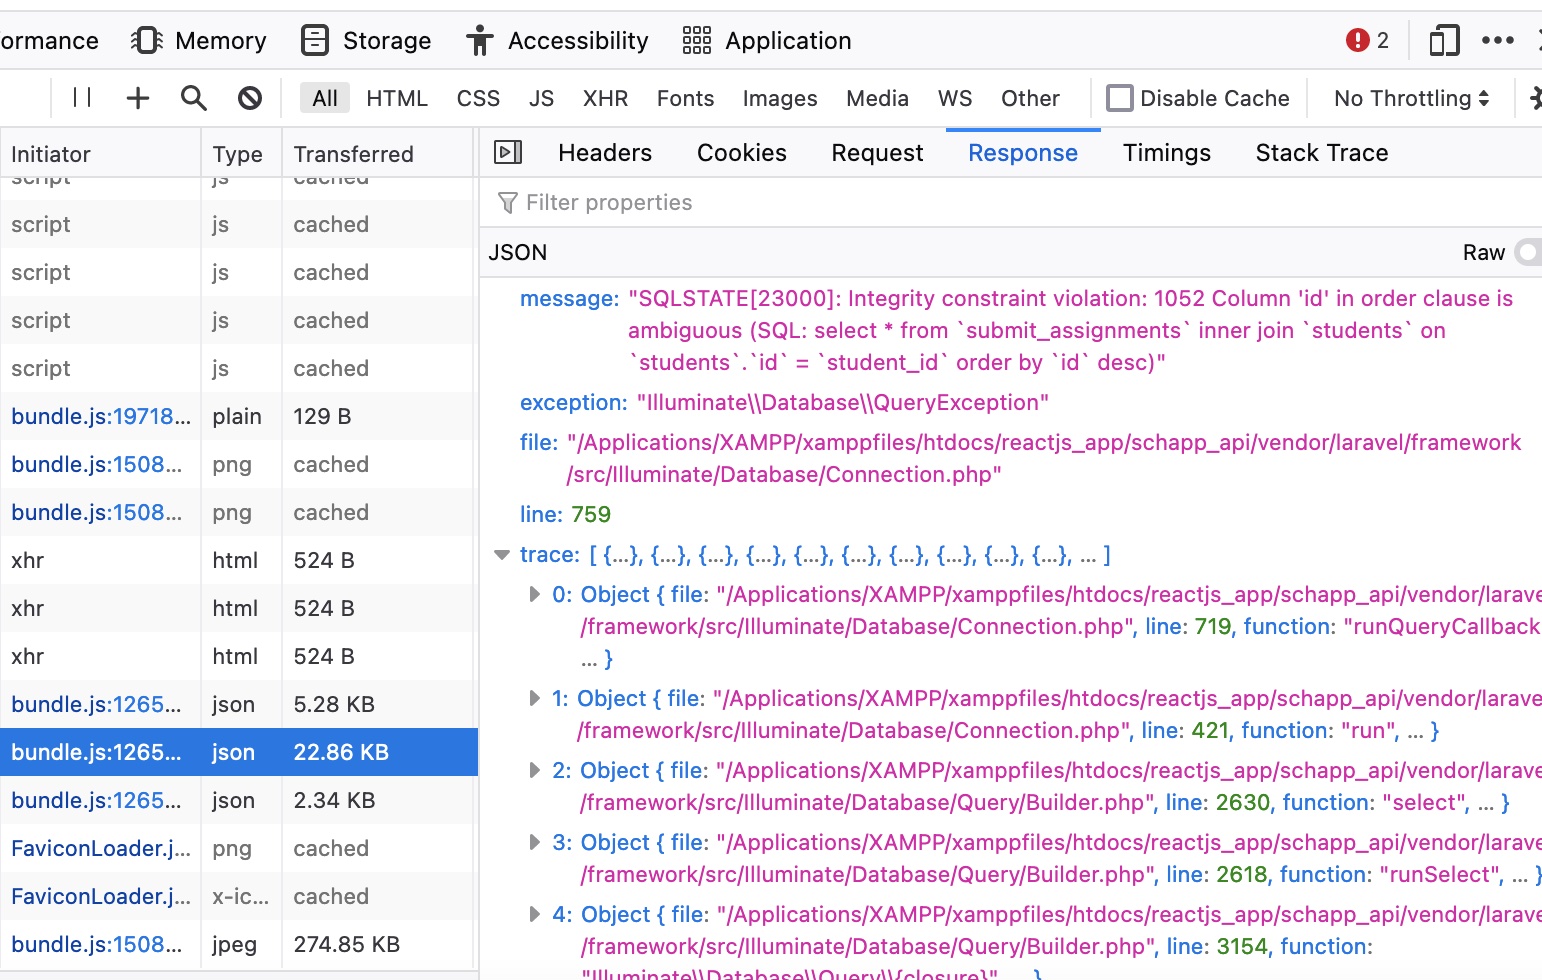 ormance Memory Storage Accessibility Application 2
All HTML CSS JS XHR Fonts Images Media WS Other Disable Cache No Throttling
Initiator Type Transferred
Headers Cookies Request Response Timings Stack Trace
script js cached
Filter properties
script js cached
JSON Raw
script js cached
script js cached
script js cached
bundle.js:19718... plain 129 B
bundle.js:1508... png cached
bundle.js:1508... png cached
xhr html 524 B
xhr html 524 B
xhr html 524 B
bundle.js:1265... json 5.28 KB
bundle.js:1265... json 22.86 KB
bundle.js:1265... json 2.34 KB
FaviconLoader.j... png cached
FaviconLoader.j... x-ic... cached
bundle.js:1508... jpeg 274.85 KB
message: "SQLSTATE[23000]: Integrity constraint violation: 1052 Column 'id' in order clause is
ambiguous (SQL: select * from `submit_assignments` inner join `students` on
`students`.`id` = `student_id` order by `id` desc)"
exception: "Illuminate\\Database\\QueryException"
file: "/Applications/XAMPP/xamppfiles/htdocs/reactjs_app/schapp_api/vendor/laravel/framework
/src/Illuminate/Database/Connection.php"
line: 759
trace: [ {…}, {…}, {…}, {…}, {…}, {…}, {…}, {…}, {…}, {…}, … ]
0: Object { file: "/Applications/XAMPP/xamppfiles/htdocs/reactjs_app/schapp_api/vendor/larave
/framework/src/Illuminate/Database/Connection.php", line: 719, function: "runQueryCallback
… }
1: Object { file: "/Applications/XAMPP/xamppfiles/htdocs/reactjs_app/schapp_api/vendor/larave
/framework/src/Illuminate/Database/Connection.php", line: 421, function: "run", … }
2: Object { file: "/Applications/XAMPP/xamppfiles/htdocs/reactjs_app/schapp_api/vendor/larave
/framework/src/Illuminate/Database/Query/Builder.php", line: 2630, function: "select", … }
3: Object { file: "/Applications/XAMPP/xamppfiles/htdocs/reactjs_app/schapp_api/vendor/larave
/framework/src/Illuminate/Database/Query/Builder.php", line: 2618, function: "runSelect", … }
4: Object { file: "/Applications/XAMPP/xamppfiles/htdocs/reactjs_app/schapp_api/vendor/larave
/framework/src/Illuminate/Database/Query/Builder.php", line: 3154, function:
"Illuminate\\Database\\Query\\{closure}", … }